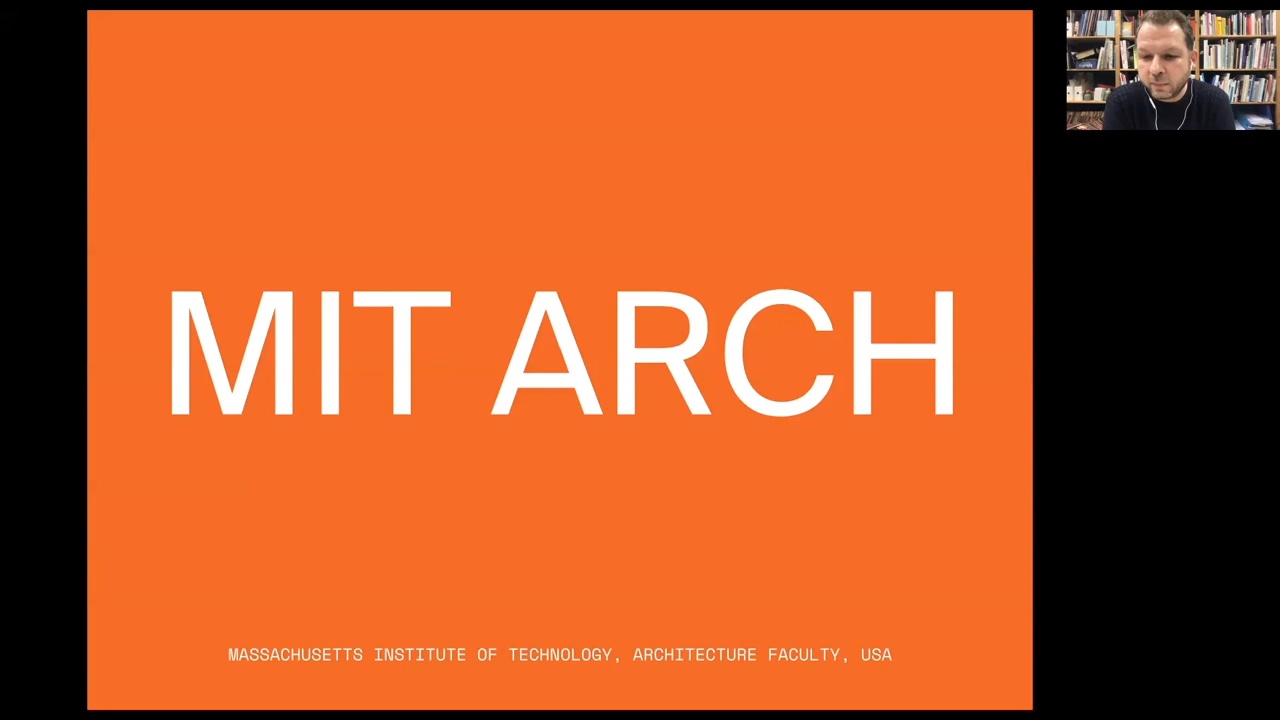 MIT ARCH
MASSACHUSETTS INSTITUTE OF TECHNOLOGY, ARCHITECTURE FACULTY, USA